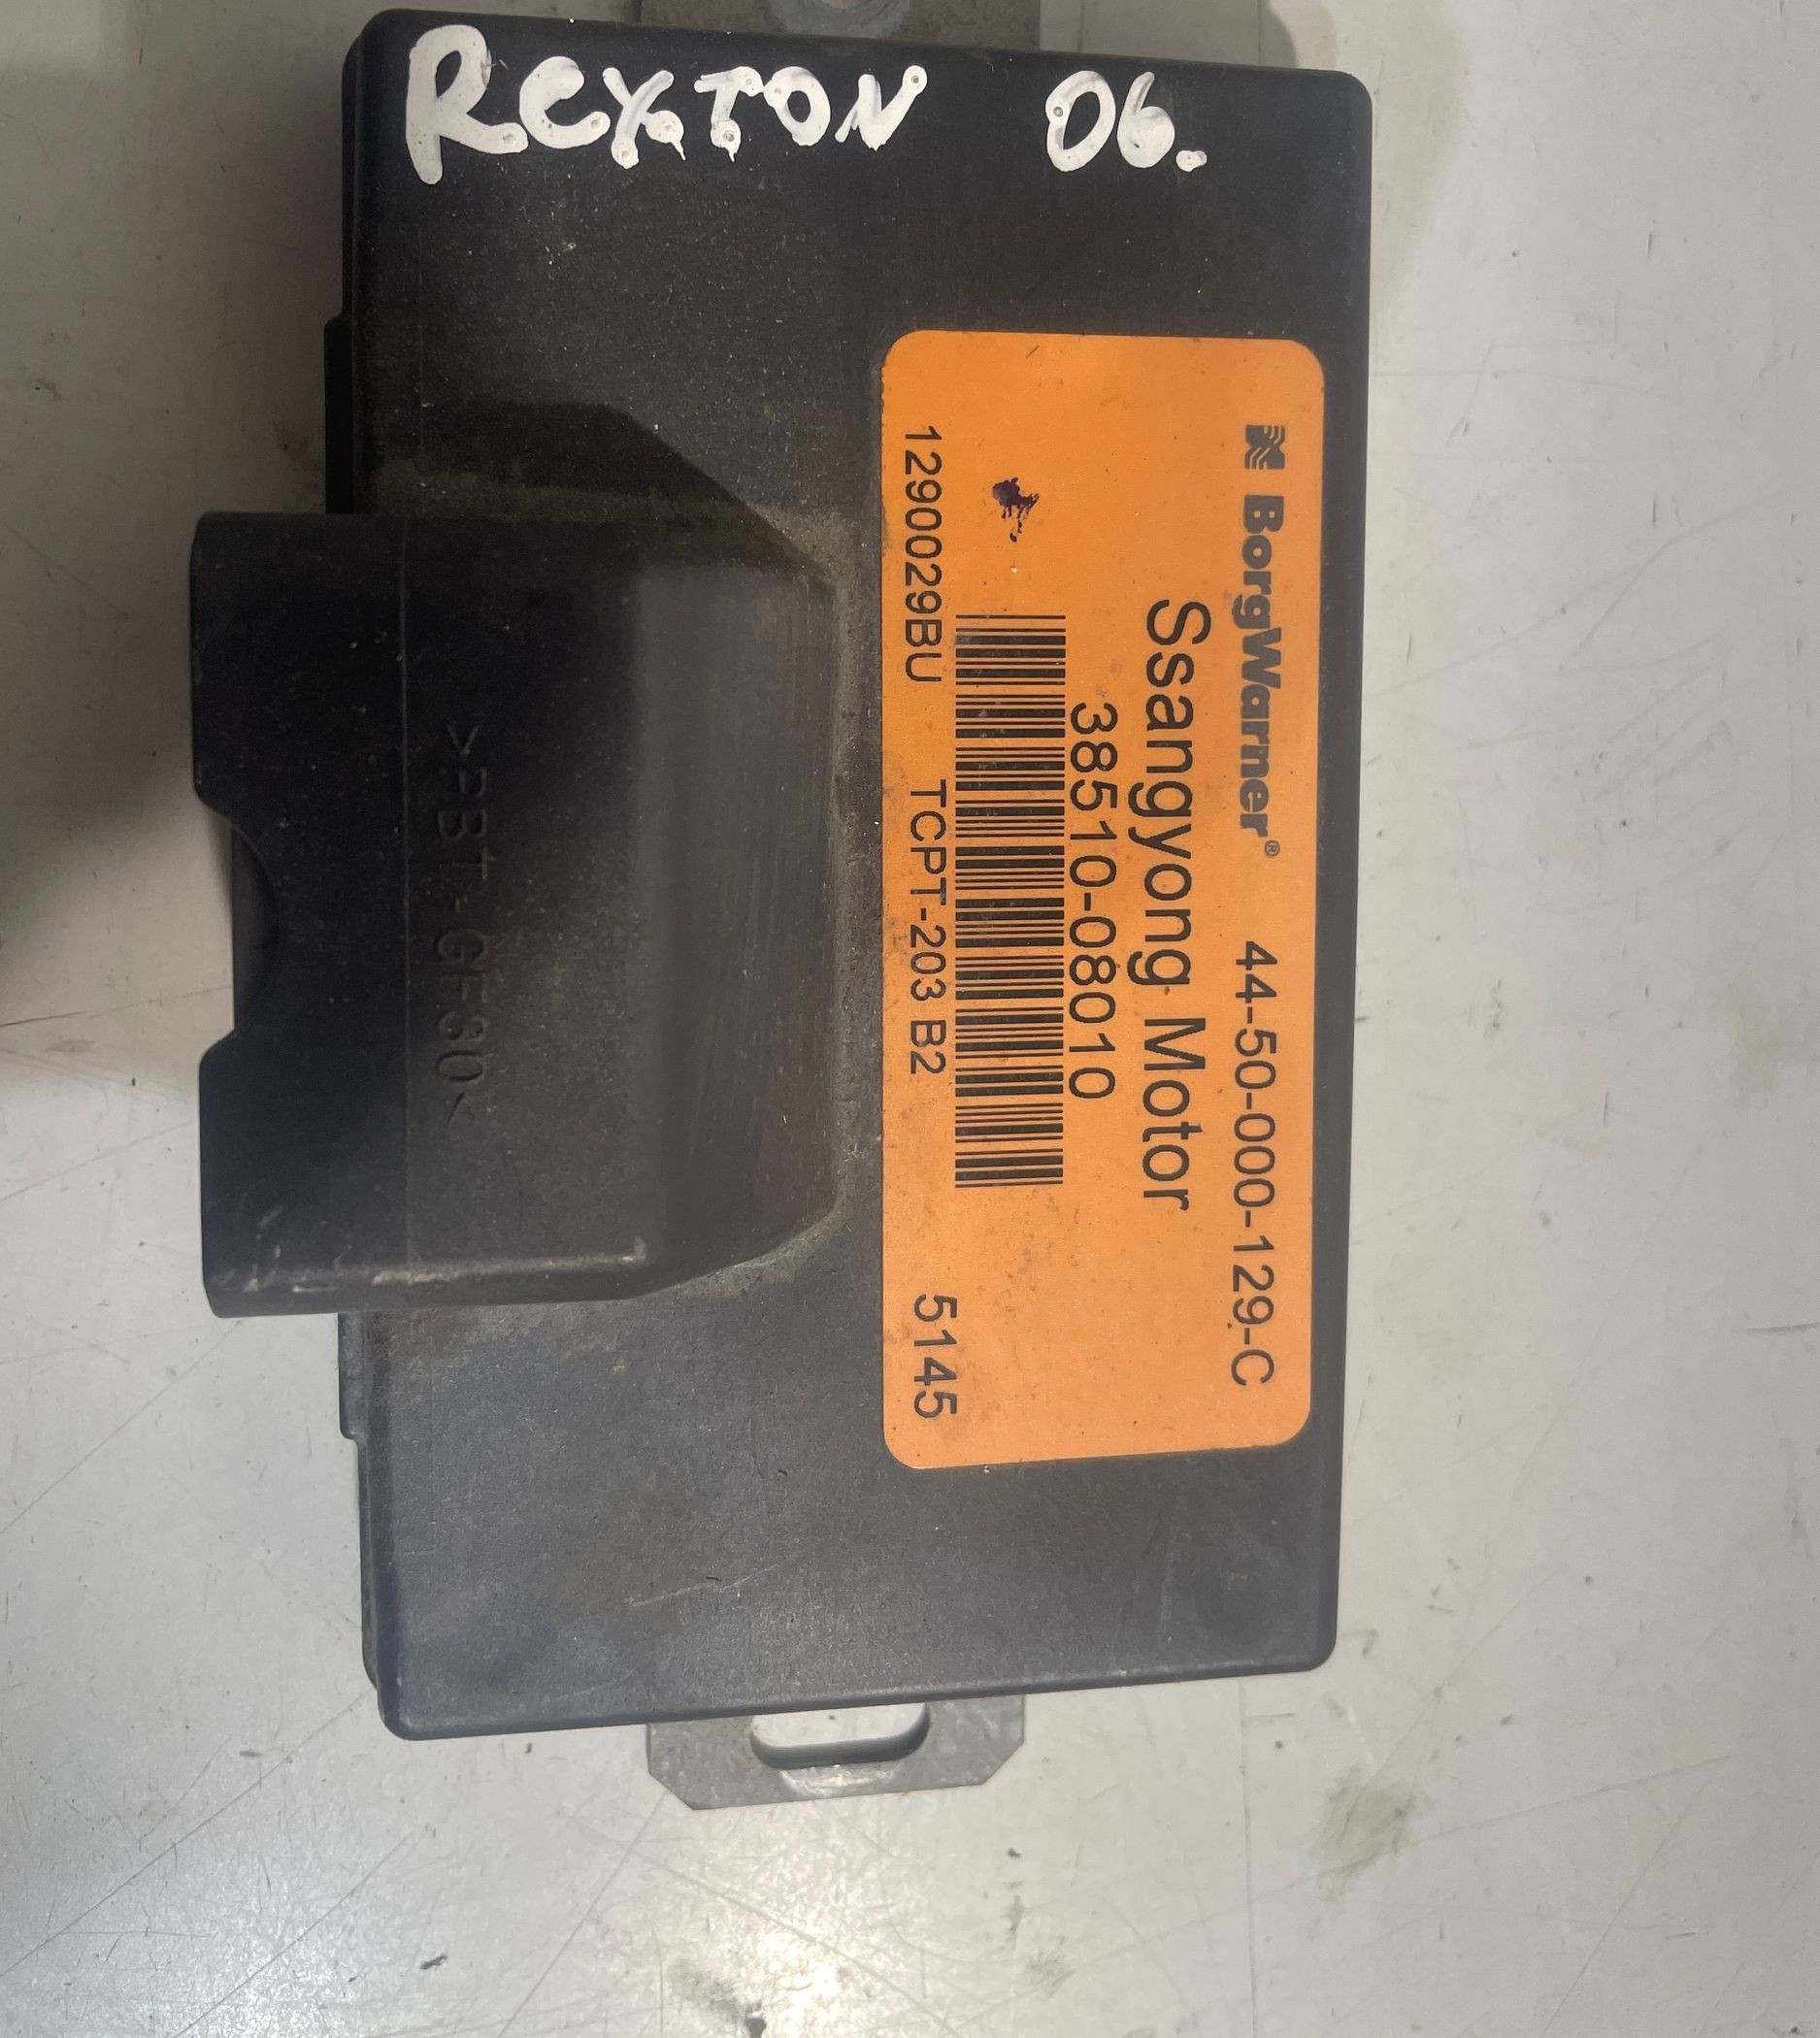 REXTON 06.
BorgWarner® 44-50-000-129-C
Ssangyong Motor
38510-08010
1290029BU TCPT-203 B2 5145
>PBT-GF30<